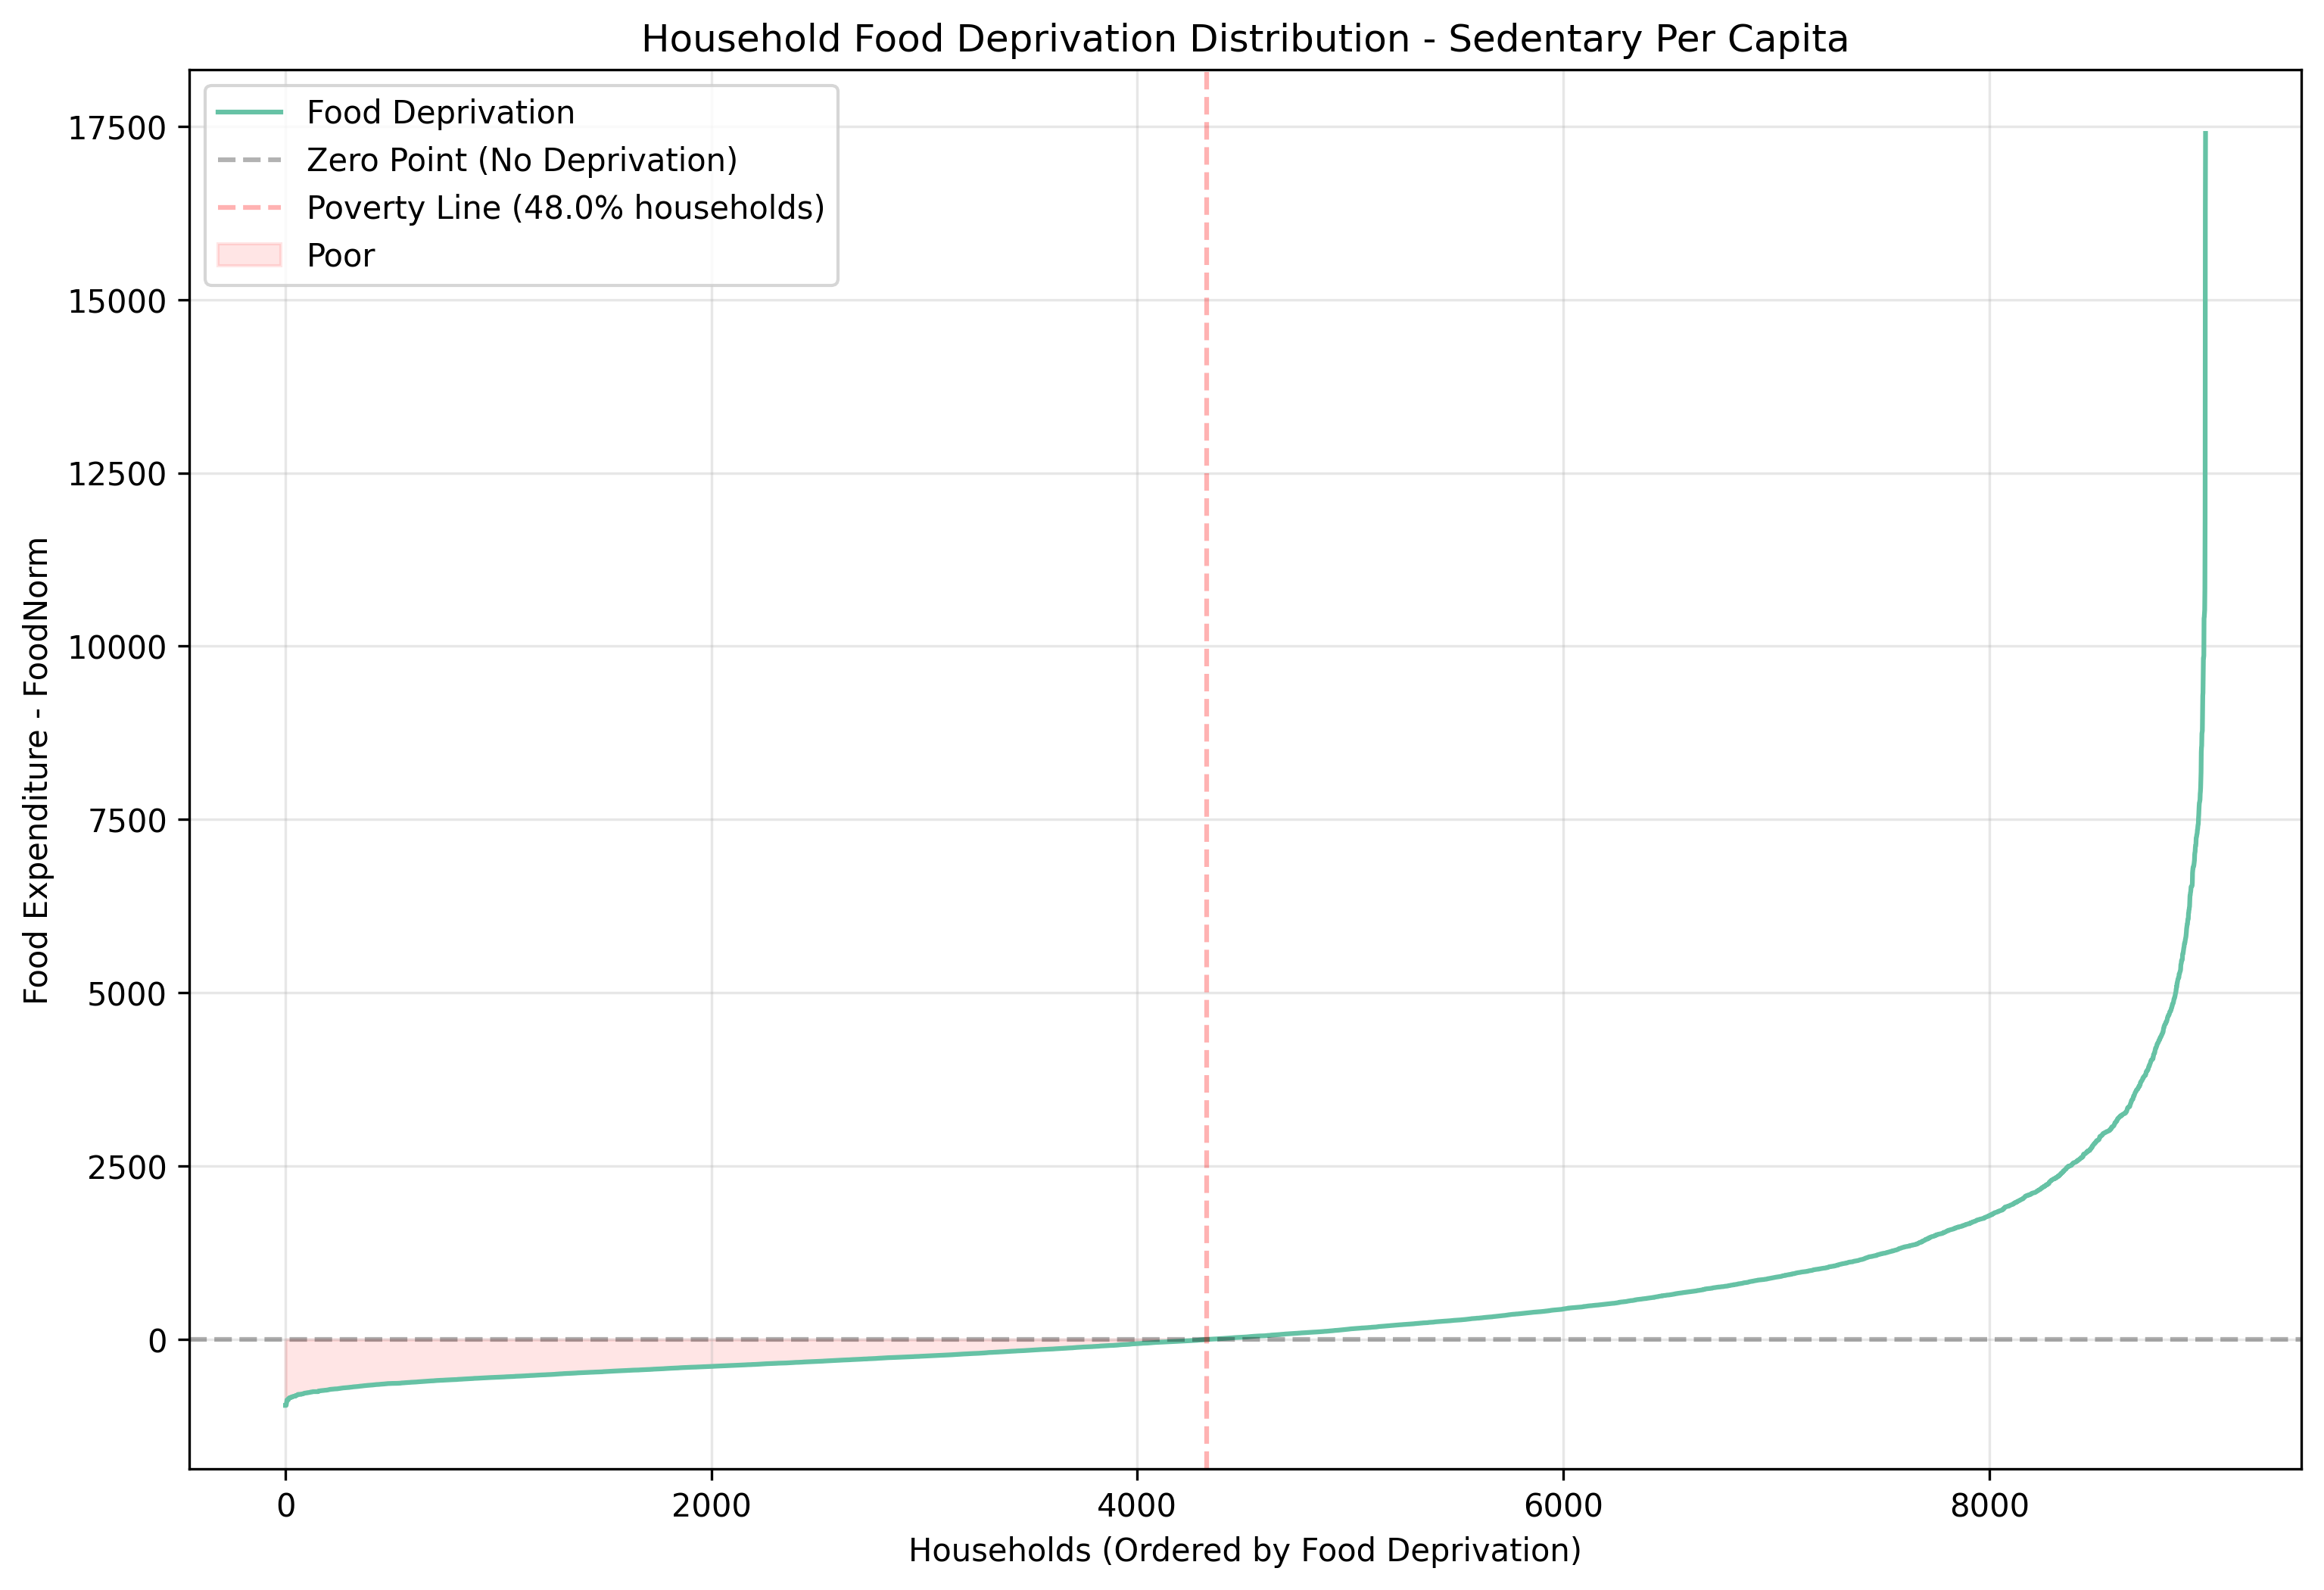 Household Food Deprivation Distribution - Sedentary Per Capita
Food Deprivation
Zero Point (No Deprivation)
Poverty Line (48.0% households)
Poor
17500
15000
12500
10000
7500
5000
2500
0
Food Expenditure - FoodNorm
0 2000 4000 6000 8000
Households (Ordered by Food Deprivation)